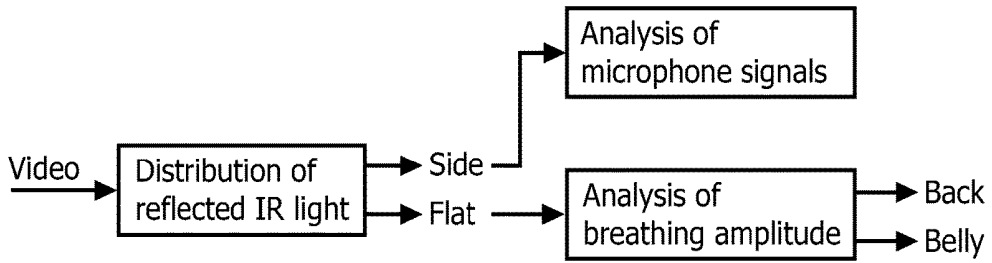 Video
Distribution of
reflected IR light
Side
Flat
Analysis of
microphone signals
Analysis of
breathing amplitude
Back
Belly